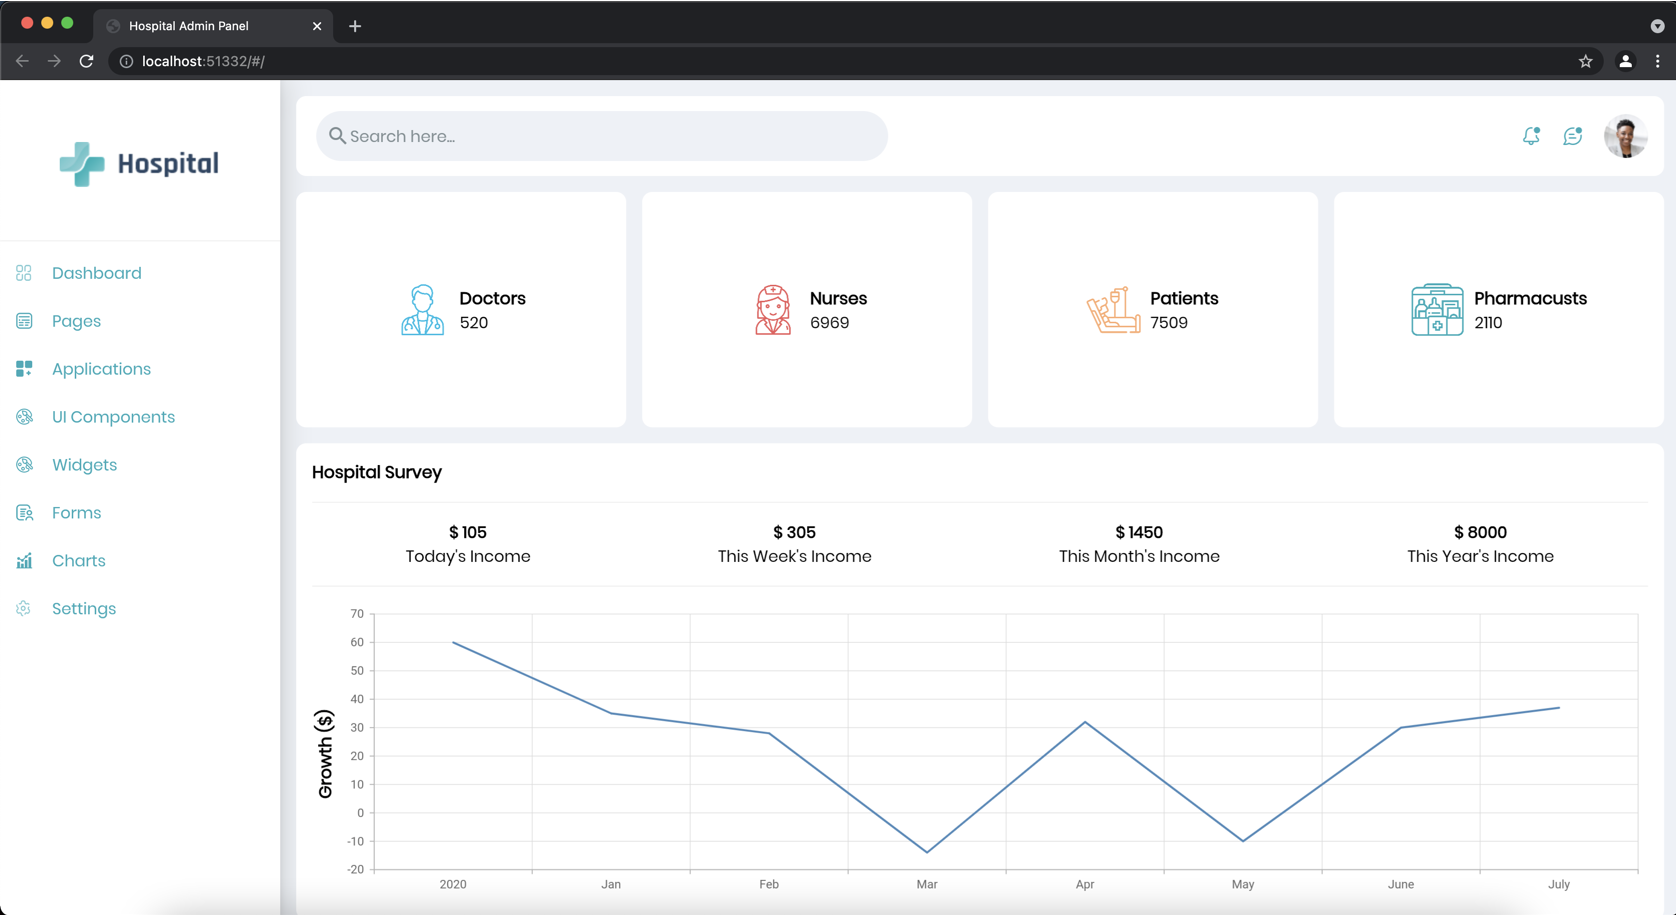 Hospital Admin Panel
localhost:51332/#/
Hospital
Search here...
Dashboard
Pages
Applications
UI Components
Widgets
Forms
Charts
Settings
Doctors
520
Nurses
6969
Patients
7509
Pharmacusts
2110
Hospital Survey
$ 105
Today's Income
$ 305
This Week's Income
$ 1450
This Month's Income
$ 8000
This Year's Income
Growth ($)
70
60
50
40
30
20
10
0
-10
-20
2020 Jan Feb Mar Apr May June July